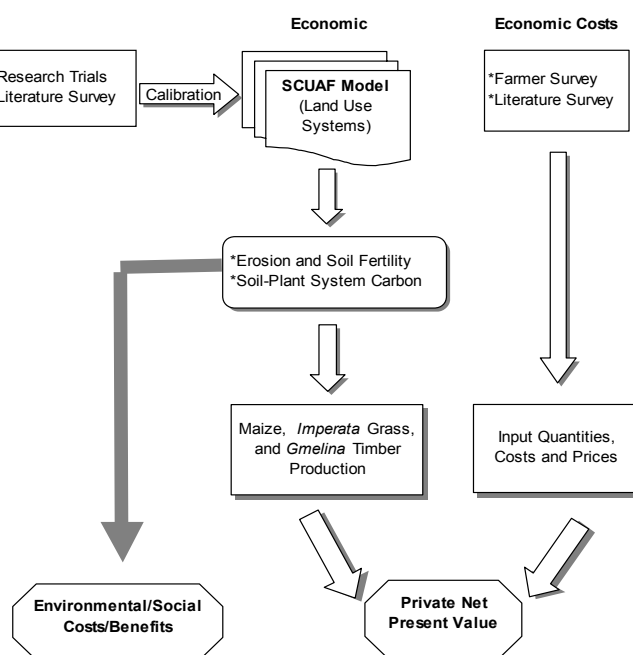 Economic
Economic Costs
Research Trials
Literature Survey
Calibration
SCUAF Model
(Land Use
Systems)
*Farmer Survey
*Literature Survey
*Erosion and Soil Fertility
*Soil-Plant System Carbon
Maize, Imperata Grass,
and Gmelina Timber
Production
Input Quantities,
Costs and Prices
Environmental/Social
Costs/Benefits
Private Net
Present Value